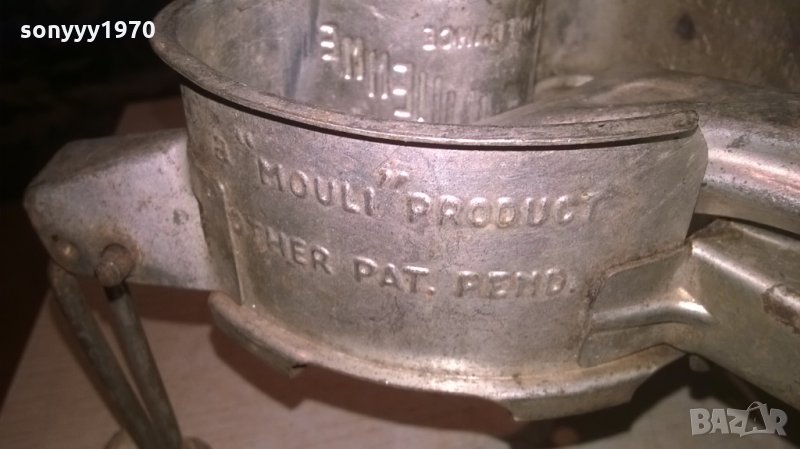 sonyyy1970
a "MOULI" PRODUCT
OTHER PAT. PEND.
BAZAR